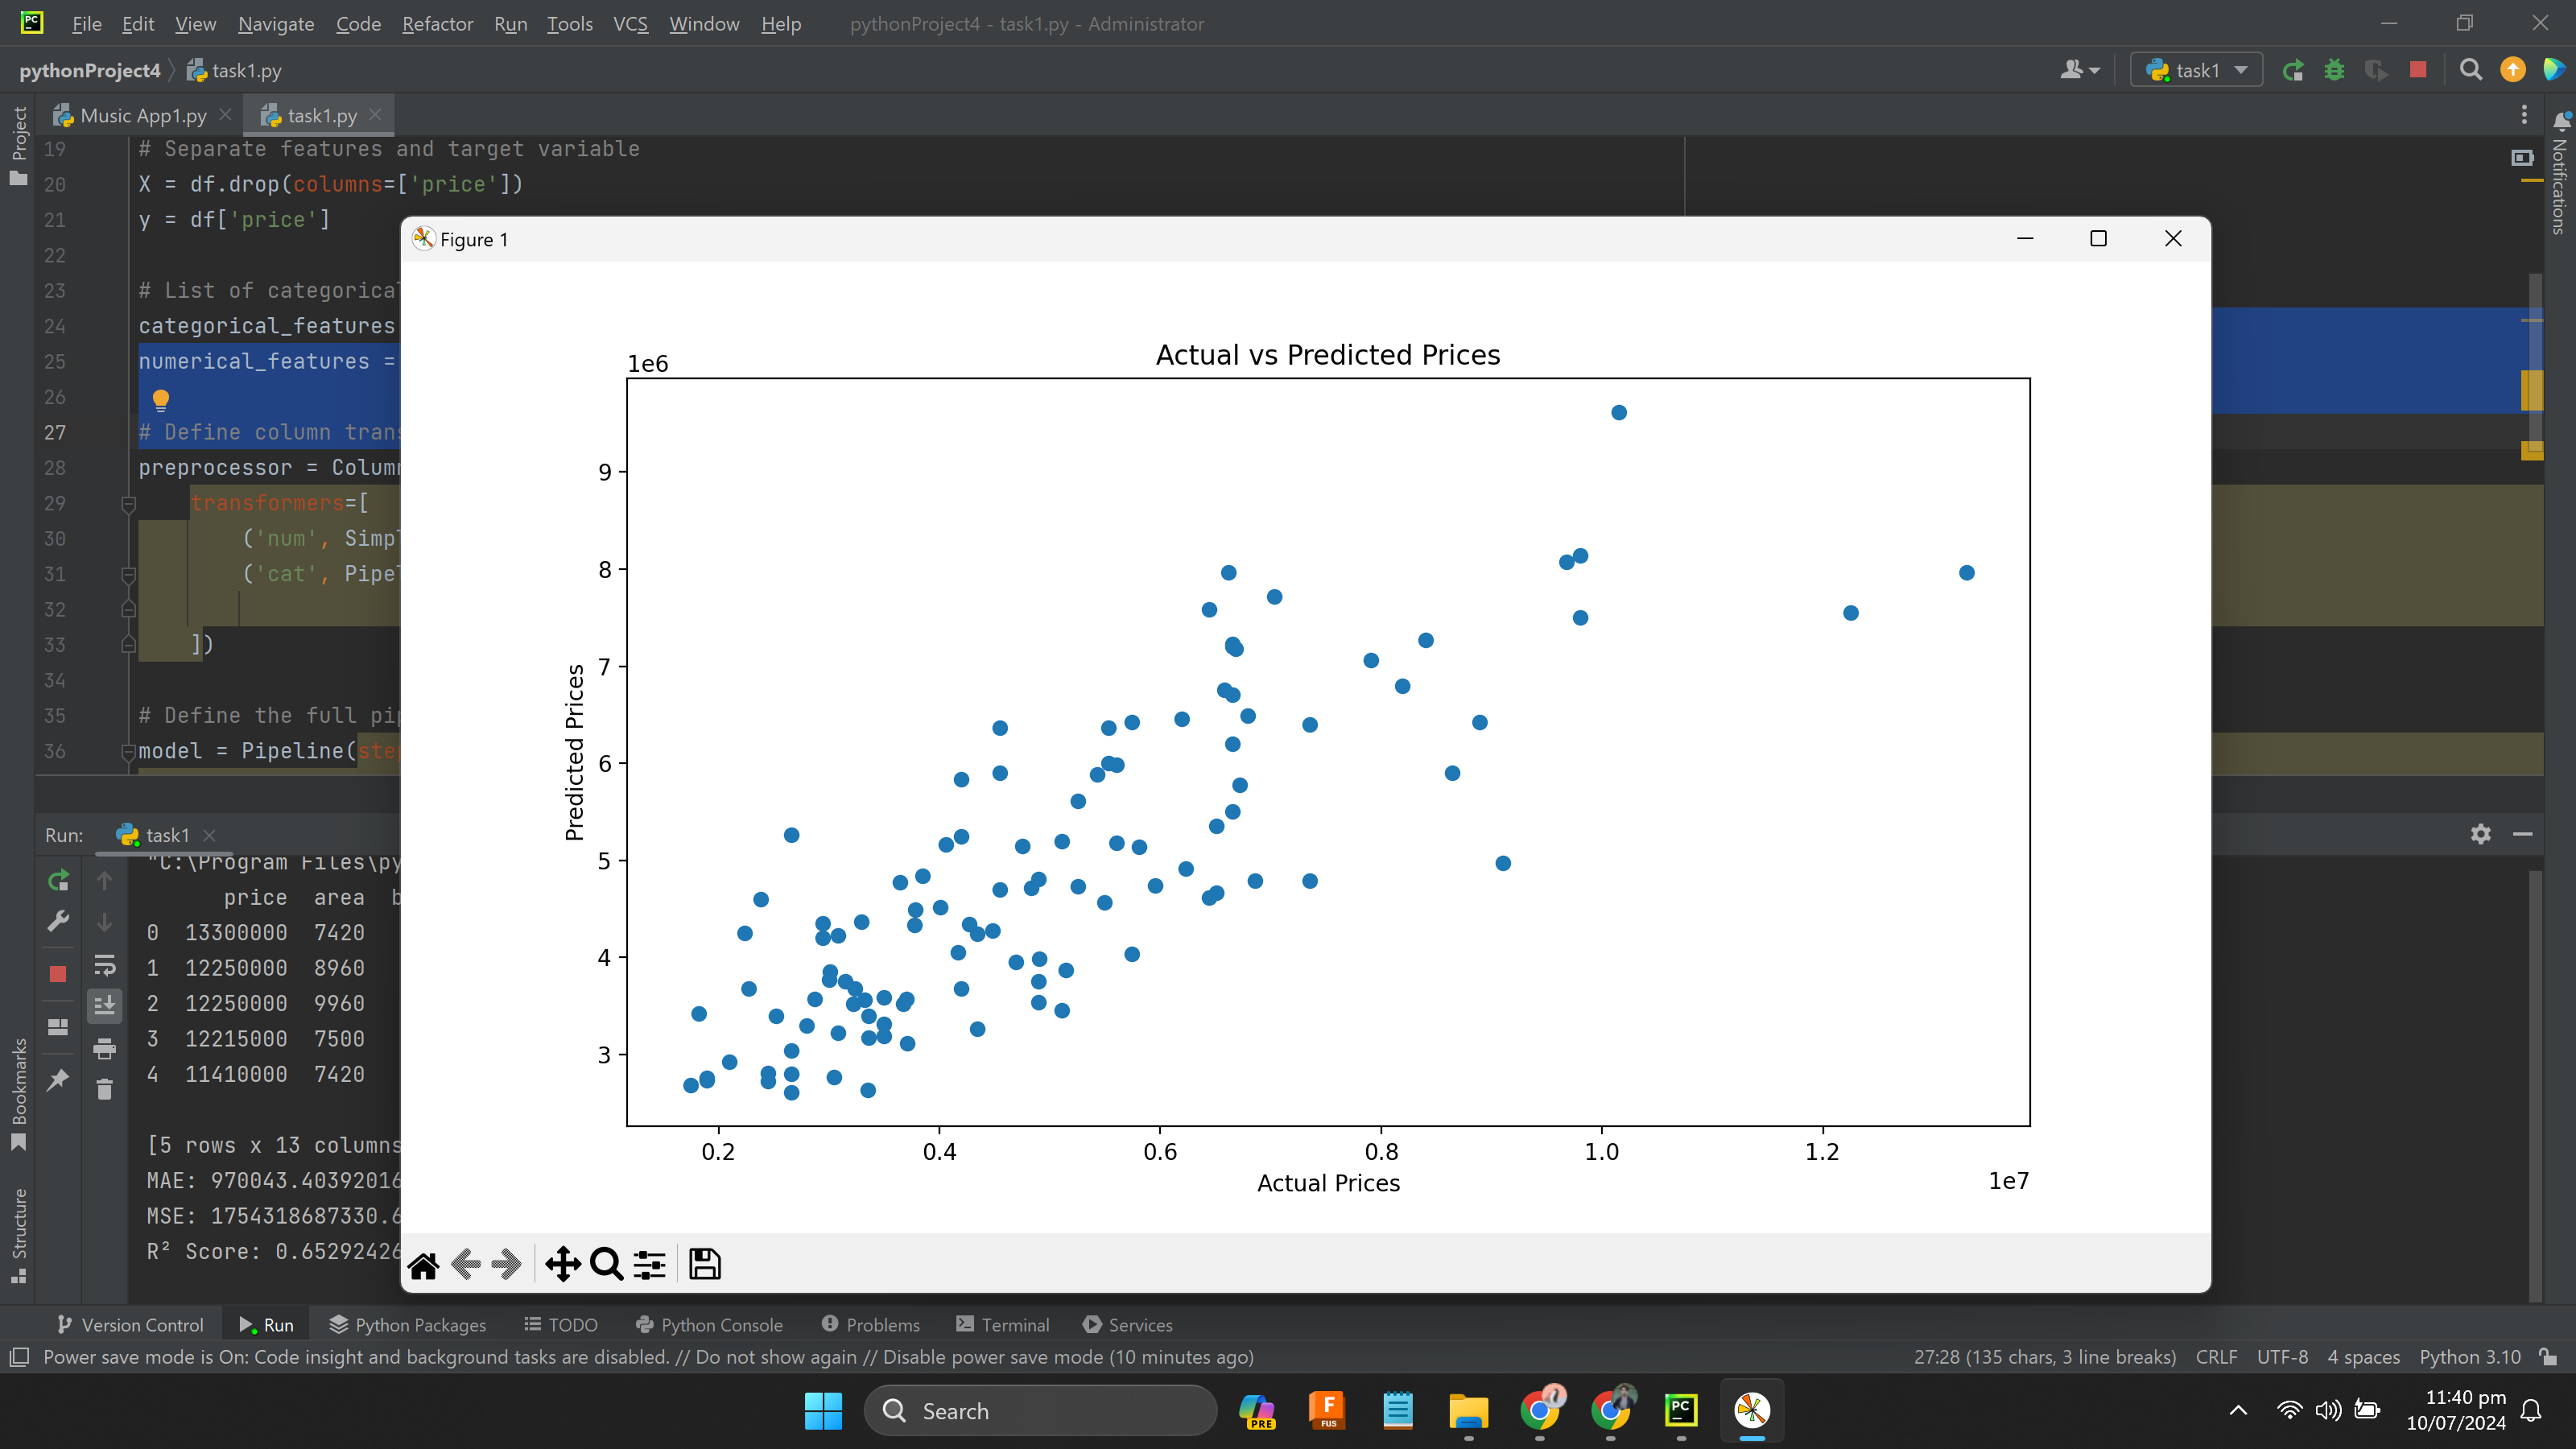 PC File Edit View Navigate Code Refactor Run Tools VCS Window Help pythonProject4 - task1.py - Administrator
pythonProject4 task1.py task1
Music App1.py task1.py
Project
Notifications
19 # Separate features and target variable
20 X = df.drop(columns=['price'])
21 y = df['price']
22
23 # List of categorical
24 categorical_features
25 numerical_features =
26
27 # Define column trans
28 preprocessor = Column
29 transformers=[
30 ('num', Simpl
31 ('cat', Pipel
32
33 ])
34
35 # Define the full pip
36 model = Pipeline(step
Figure 1
Actual vs Predicted Prices
1e6
9
8
7
6
5
4
3
Predicted Prices
0.2 0.4 0.6 0.8 1.0 1.2
Actual Prices
1e7
Run: task1
"C:\Program Files\py
price area b
0 13300000 7420
1 12250000 8960
2 12250000 9960
3 12215000 7500
4 11410000 7420
[5 rows x 13 columns
MAE: 970043.40392016
MSE: 1754318687330.6
R² Score: 0.65292426
Bookmarks
Structure
Version Control Run Python Packages TODO Python Console Problems Terminal Services
Power save mode is On: Code insight and background tasks are disabled. // Do not show again // Disable power save mode (10 minutes ago) 27:28 (135 chars, 3 line breaks) CRLF UTF-8 4 spaces Python 3.10
Search
PRE
F
FUS
PC
11:40 pm
10/07/2024